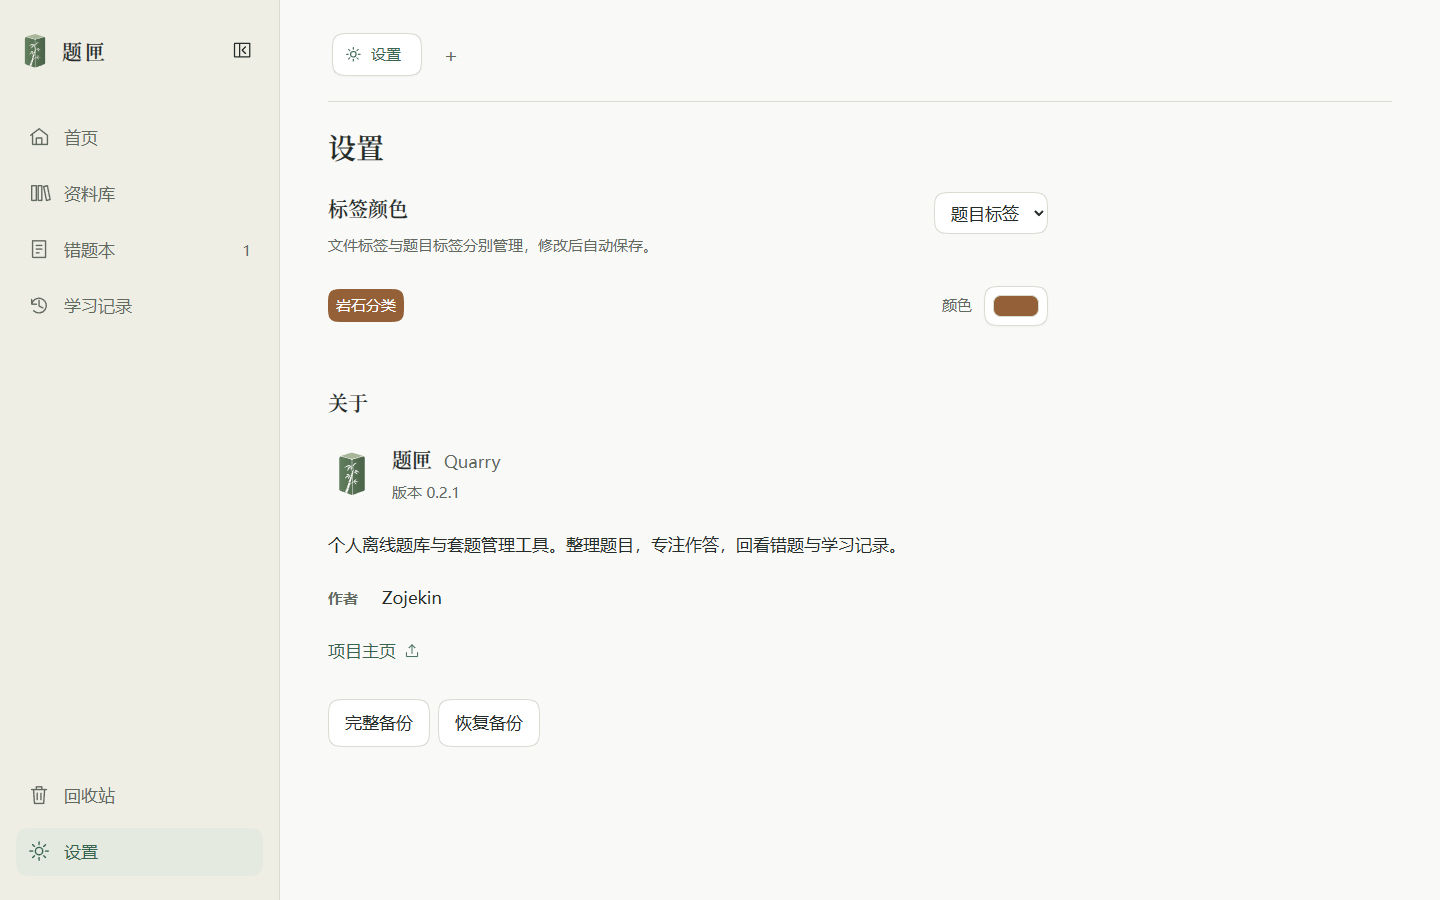 题匣
首页
资料库
错题本 1
学习记录
回收站
设置
设置 +
设置
标签颜色
题目标签
文件标签与题目标签分别管理，修改后自动保存。
岩石分类
颜色
关于
题匣 Quarry
版本 0.2.1
个人离线题库与套题管理工具。整理题目，专注作答，回看错题与学习记录。
作者 Zojekin
项目主页
完整备份 恢复备份